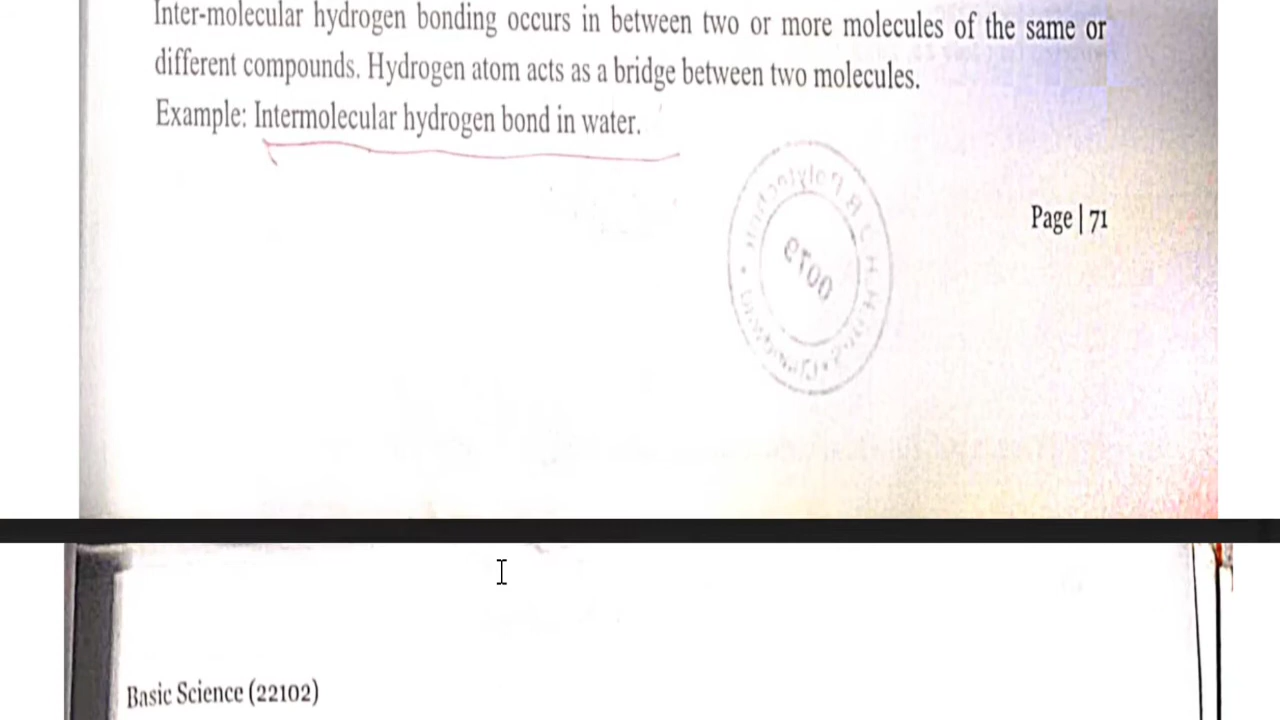 Inter-molecular hydrogen bonding occurs in between two or more molecules of the same or
different compounds. Hydrogen atom acts as a bridge between two molecules.
Example: Intermolecular hydrogen bond in water.
Page | 71
Basic Science (22102)